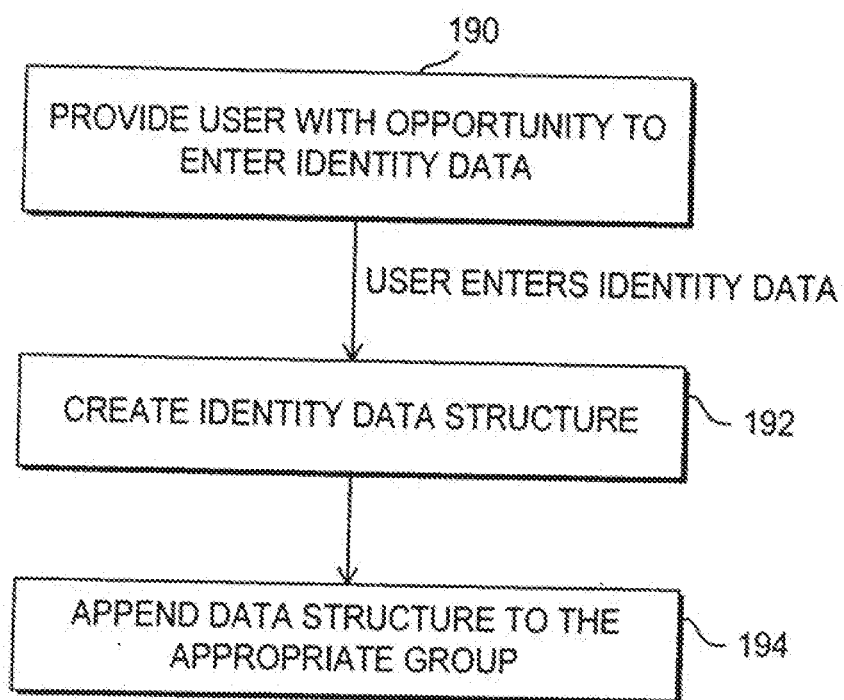 190
PROVIDE USER WITH OPPORTUNITY TO
ENTER IDENTITY DATA
USER ENTERS IDENTITY DATA
CREATE IDENTITY DATA STRUCTURE
192
APPEND DATA STRUCTURE TO THE
APPROPRIATE GROUP
194